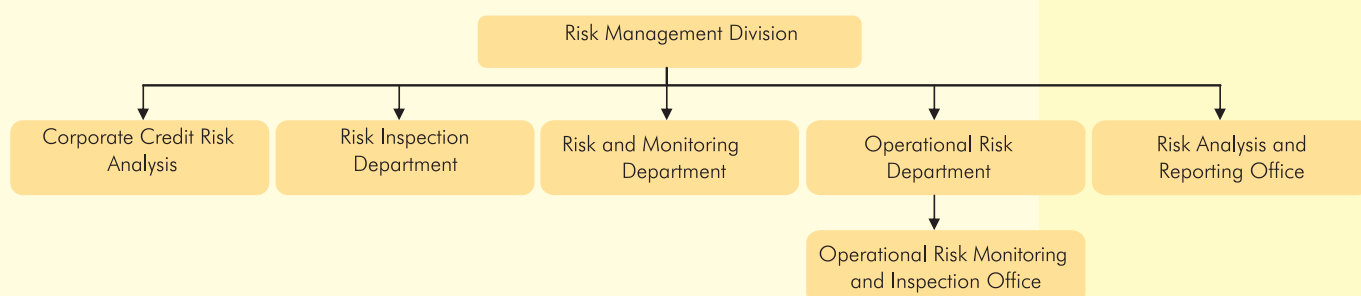 Risk Management Division
Corporate Credit Risk
Analysis
Risk Inspection
Department
Risk and Monitoring
Department
Operational Risk
Department
Risk Analysis and
Reporting Office
Operational Risk Monitoring
and Inspection Office